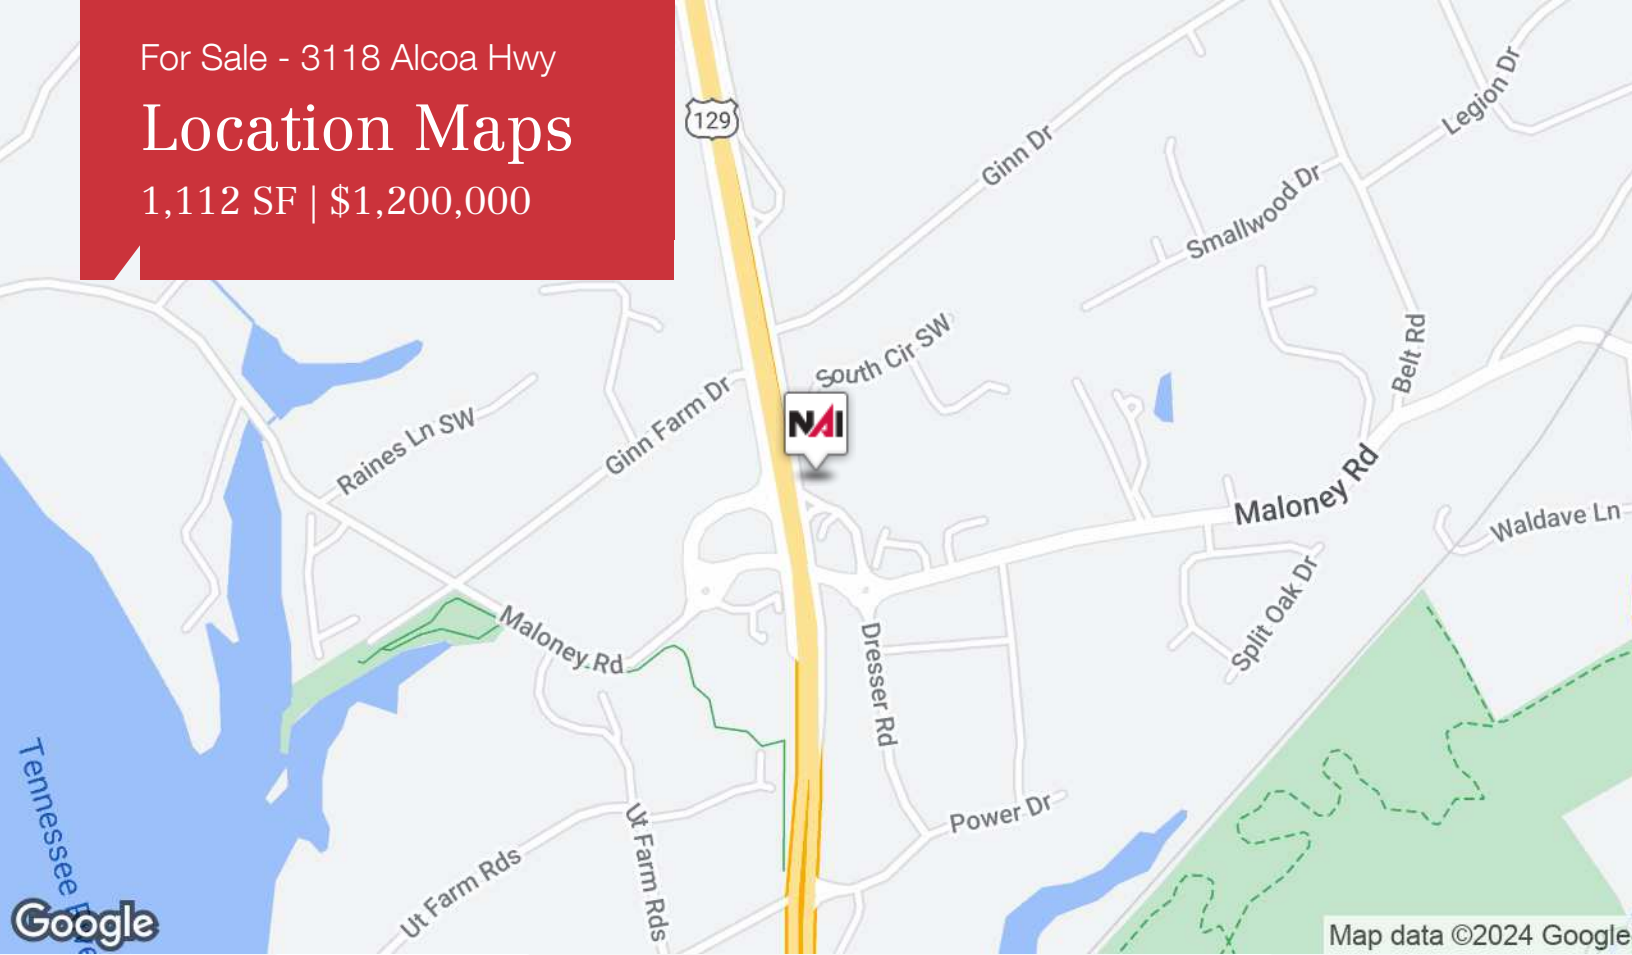 For Sale - 3118 Alcoa Hwy
Location Maps
1,112 SF | $1,200,000
129
Legion Dr
Ginn Dr
Smallwood Dr
South Cir SW
Belt Rd
Ginn Farm Dr
NAI
Raines Ln SW
Maloney Rd
Waldave Ln
Split Oak Dr
Maloney Rd
Dresser Rd
Tennessee River
Power Dr
Ut Farm Rds
Ut Farm Rds
Google
Map data ©2024 Google